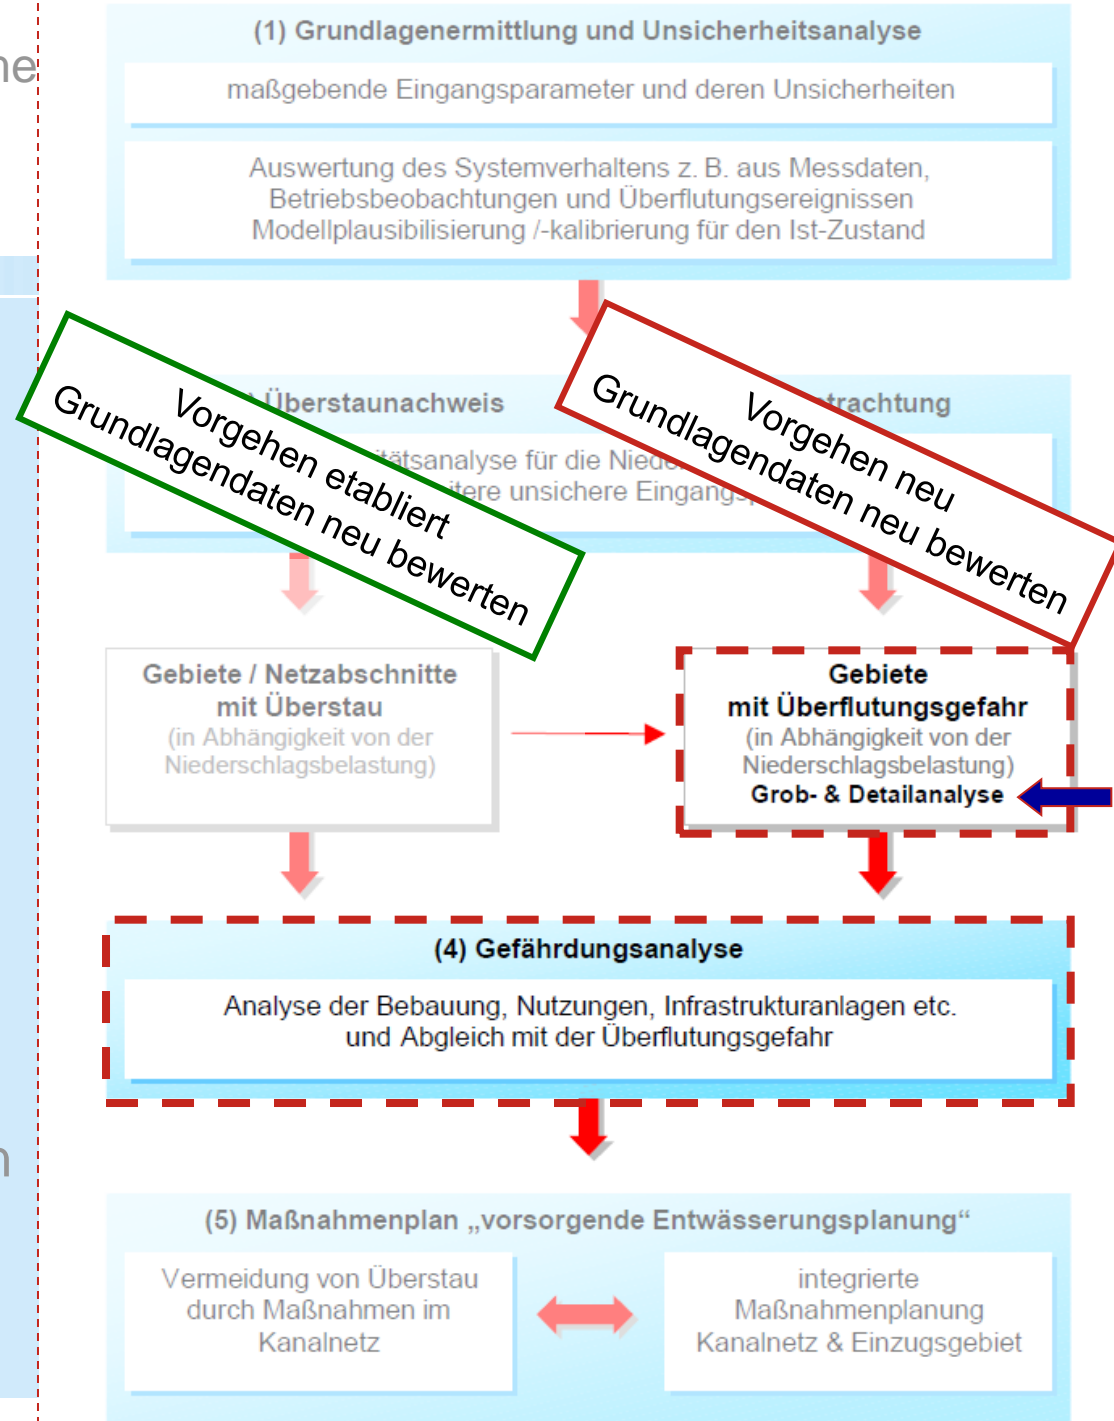 (1) Grundlagenermittlung und Unsicherheitsanalyse
maßgebende Eingangsparameter und deren Unsicherheiten
Auswertung des Systemverhaltens z. B. aus Messdaten,
Betriebsbeobachtungen und Überflutungsereignissen
Modellplausibilisierung /-kalibrierung für den Ist-Zustand
Überstaunachweis
für die
unsichere
Vorgehen etabliert
Grundlagendaten neu bewerten
Vorgehen neu
Grundlagendaten neu bewerten
Gebiete / Netzabschnitte
mit Überstau
(in Abhängigkeit von der
Niederschlagsbelastung)
Gebiete
mit Überflutungsgefahr
(in Abhängigkeit von der
Niederschlagsbelastung)
Grob- & Detailanalyse
(4) Gefährdungsanalyse
Analyse der Bebauung, Nutzungen, Infrastrukturanlagen etc.
und Abgleich mit der Überflutungsgefahr
(5) Maßnahmenplan „vorsorgende Entwässerungsplanung“
Vermeidung von Überstau
durch Maßnahmen im
Kanalnetz
integrierte
Maßnahmenplanung
Kanalnetz & Einzugsgebiet